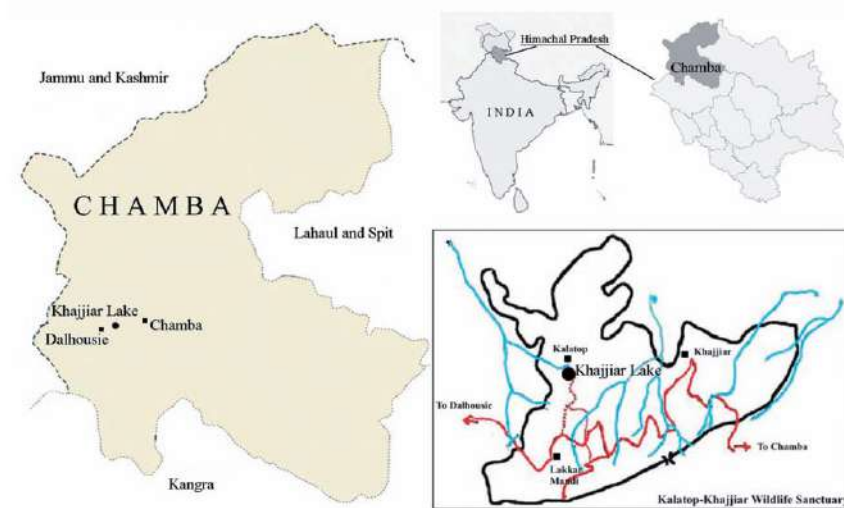 Jammu and Kashmir
CHAMBA
Lahaul and Spit
Khajjiar Lake
Chamba
Dalhousie
Kangra
Himachal Pradesh
INDIA
Chamba
Kalatop
Khajjiar Lake
Khajjiar
To Dalhousie
Lakkar
Mandi
To Chamba
Kalatop-Khajjiar Wildlife Sanctuary